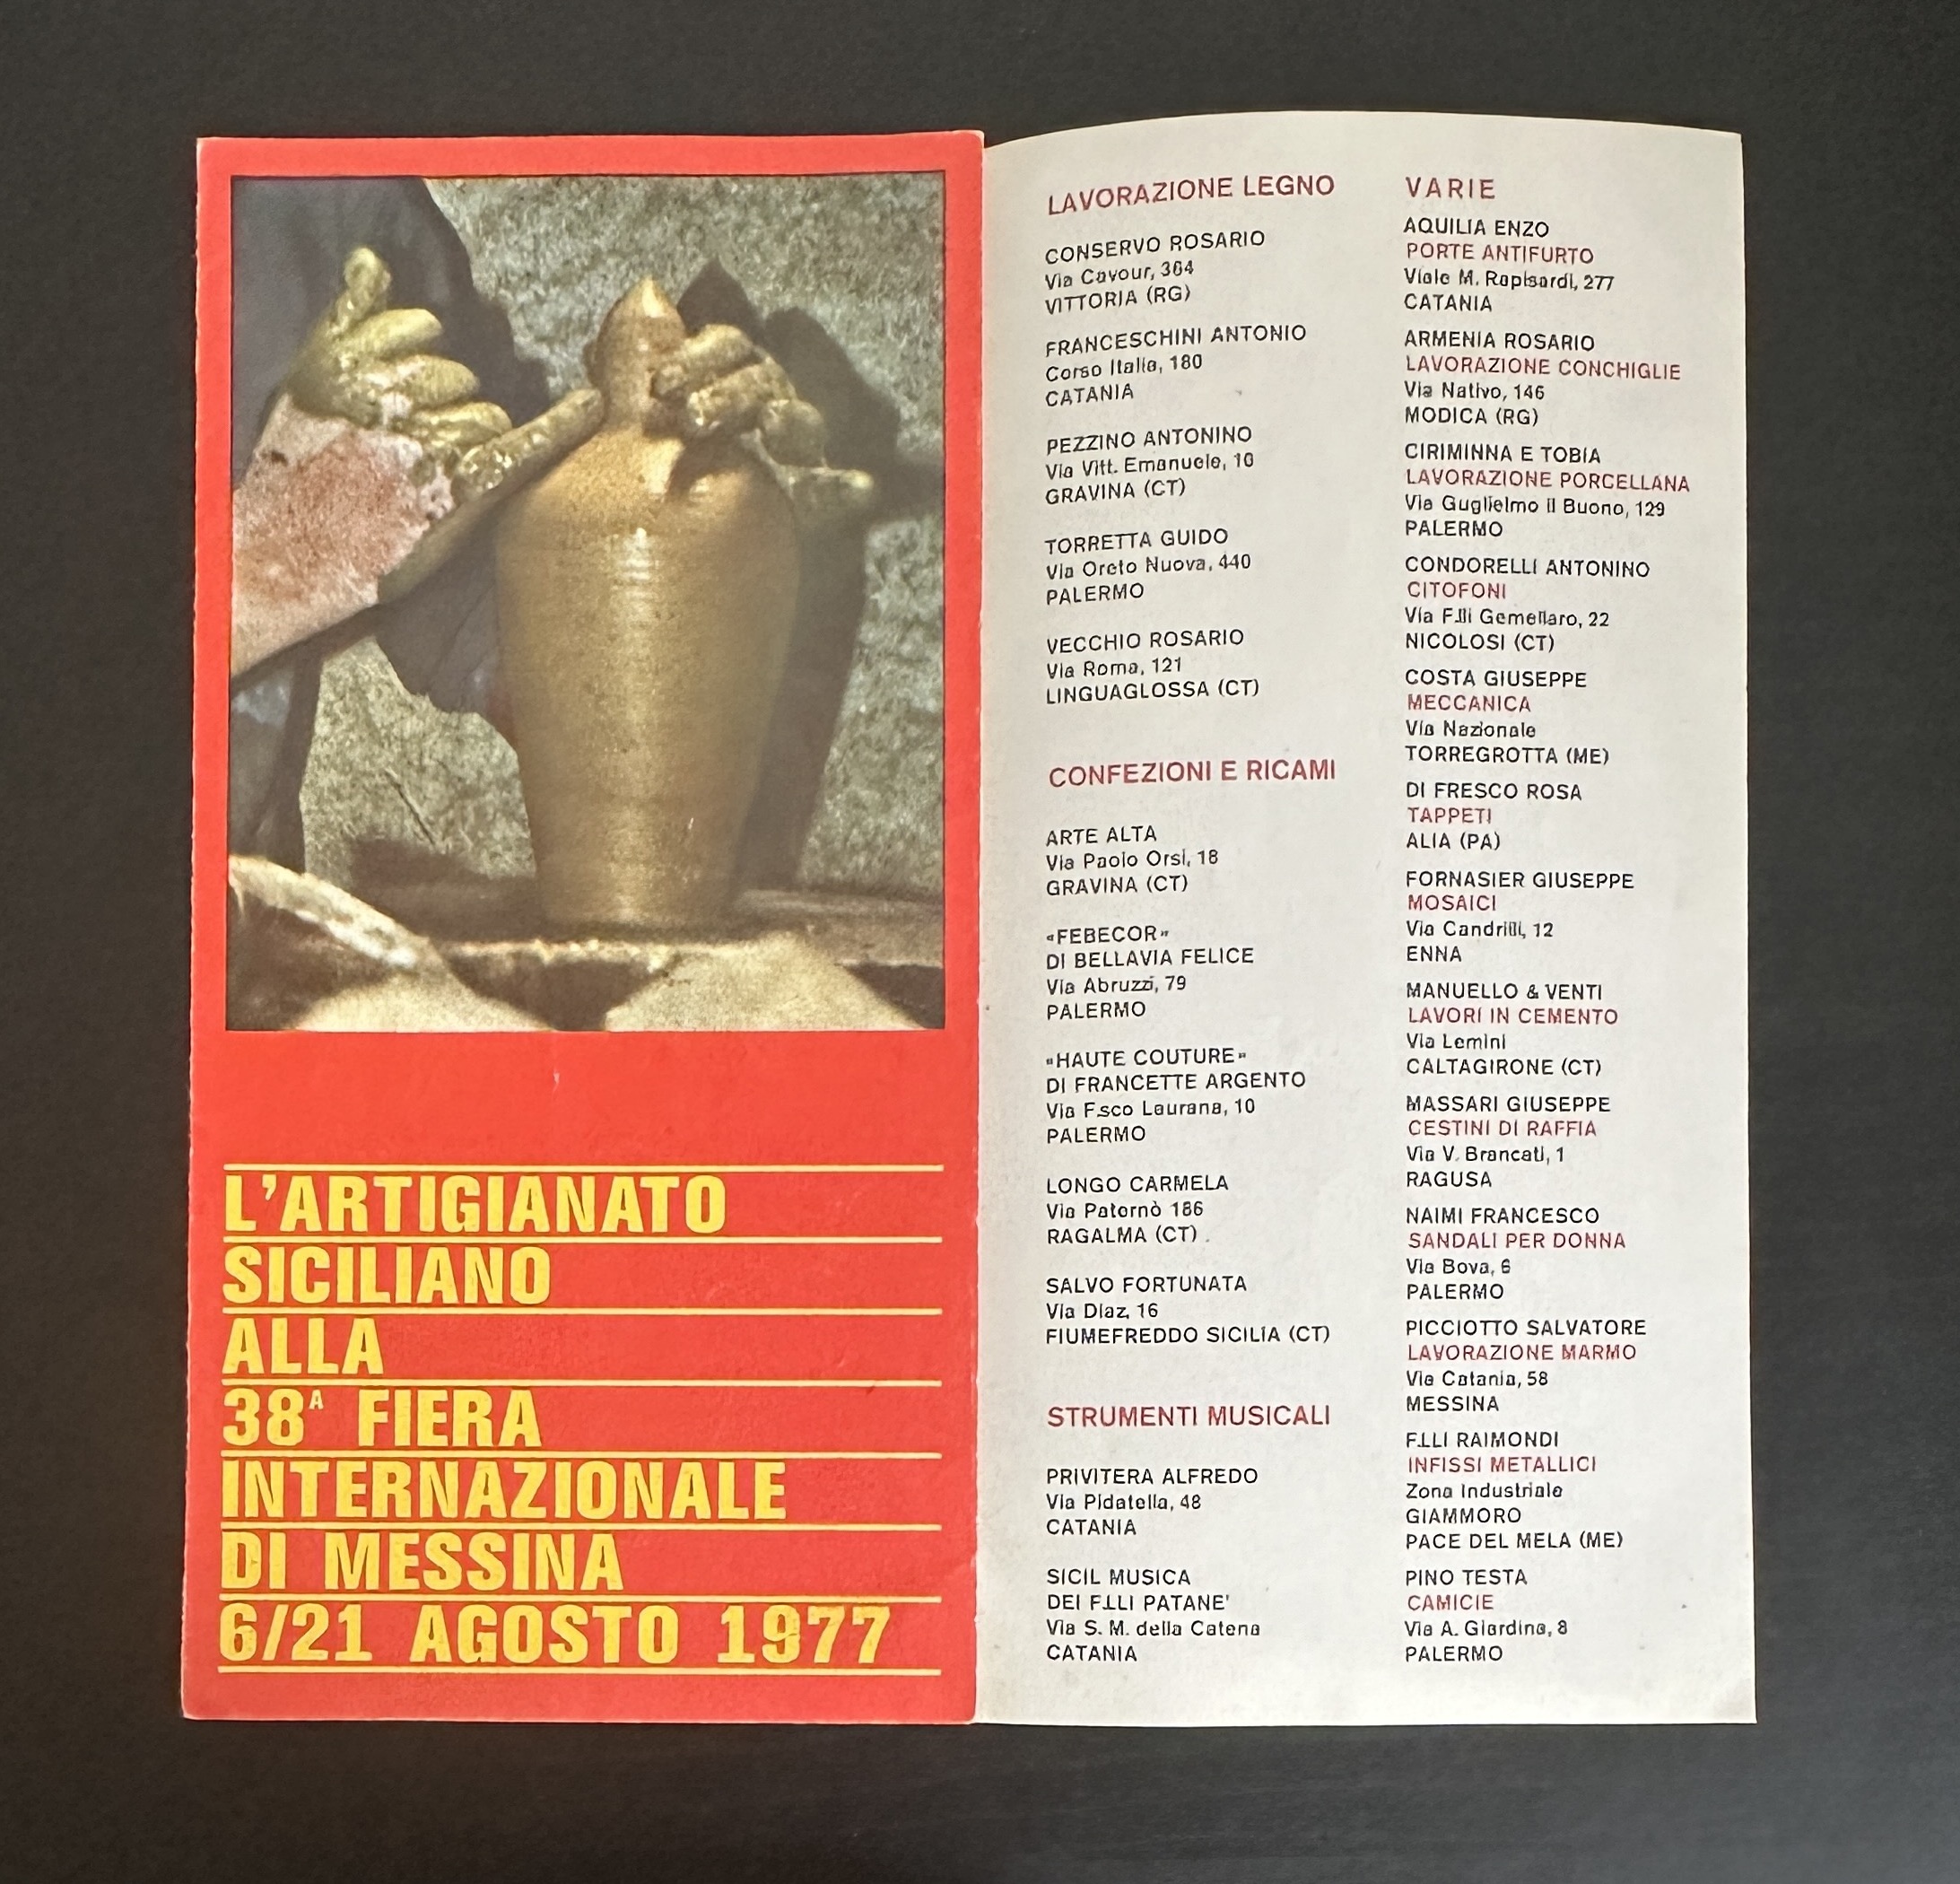 L'ARTIGIANATO
SICILIANO
ALLA
38ᴬ FIERA
INTERNAZIONALE
DI MESSINA
6/21 AGOSTO 1977
LAVORAZIONE LEGNO
CONSERVO ROSARIO
Via Cavour, 364
VITTORIA (RG)
FRANCESCHINI ANTONIO
Corso Italia, 180
CATANIA
PEZZINO ANTONINO
Via Vitt. Emanuele, 10
GRAVINA (CT)
TORRETTA GUIDO
Via Oreto Nuova, 440
PALERMO
VECCHIO ROSARIO
Via Roma, 121
LINGUAGLOSSA (CT)
CONFEZIONI E RICAMI
ARTE ALTA
Via Paolo Orsi, 18
GRAVINA (CT)
«FEBECOR»
DI BELLAVIA FELICE
Via Abruzzi, 79
PALERMO
«HAUTE COUTURE»
DI FRANCETTE ARGENTO
Via F.sco Laurana, 10
PALERMO
LONGO CARMELA
Via Paternò 186
RAGALMA (CT)
SALVO FORTUNATA
Via Diaz, 16
FIUMEFREDDO SICILIA (CT)
STRUMENTI MUSICALI
PRIVITERA ALFREDO
Via Pidatella, 48
CATANIA
SICIL MUSICA
DEI F.LLI PATANE'
Via S. M. della Catena
CATANIA
VARIE
AQUILIA ENZO
PORTE ANTIFURTO
Viale M. Rapisardi, 277
CATANIA
ARMENIA ROSARIO
LAVORAZIONE CONCHIGLIE
Via Nativo, 146
MODICA (RG)
CIRIMINNA E TOBIA
LAVORAZIONE PORCELLANA
Via Guglielmo il Buono, 129
PALERMO
CONDORELLI ANTONINO
CITOFONI
Via F.lli Gemellaro, 22
NICOLOSI (CT)
COSTA GIUSEPPE
MECCANICA
Via Nazionale
TORREGROTTA (ME)
DI FRESCO ROSA
TAPPETI
ALIA (PA)
FORNASIER GIUSEPPE
MOSAICI
Via Candrilli, 12
ENNA
MANUELLO & VENTI
LAVORI IN CEMENTO
Via Lemini
CALTAGIRONE (CT)
MASSARI GIUSEPPE
CESTINI DI RAFFIA
Via V. Brancati, 1
RAGUSA
NAIMI FRANCESCO
SANDALI PER DONNA
Via Bova, 6
PALERMO
PICCIOTTO SALVATORE
LAVORAZIONE MARMO
Via Catania, 58
MESSINA
F.LLI RAIMONDI
INFISSI METALLICI
Zona Industriale
GIAMMORO
PACE DEL MELA (ME)
PINO TESTA
CAMICIE
Via A. Giardina, 8
PALERMO